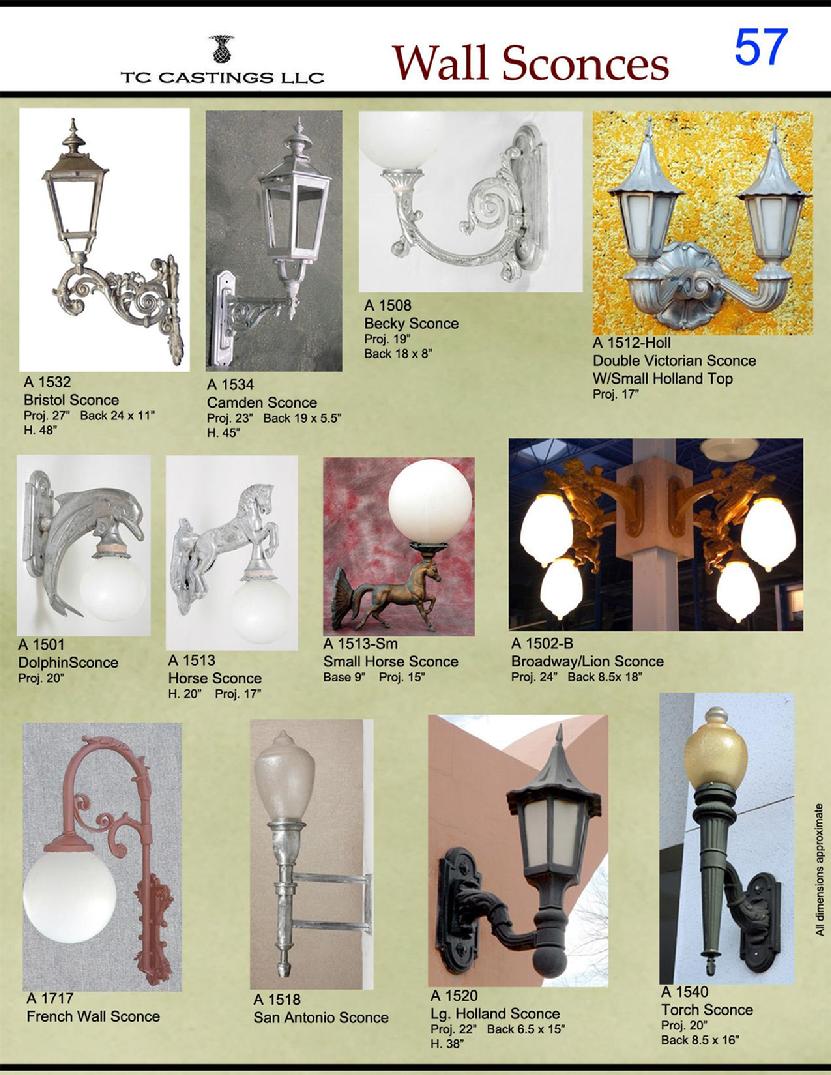 TC CASTINGS LLC
Wall Sconces
57
A 1532
Bristol Sconce
Proj. 27" Back 24 x 11"
H. 48"
A 1534
Camden Sconce
Proj. 23" Back 19 x 5.5"
H. 45"
A 1508
Becky Sconce
Proj. 19"
Back 18 x 8"
A 1512-Holl
Double Victorian Sconce
W/Small Holland Top
Proj. 17"
A 1501
DolphinSconce
Proj. 20"
A 1513
Horse Sconce
H. 20" Proj. 17"
A 1513-Sm
Small Horse Sconce
Base 9" Proj. 15"
A 1502-B
Broadway/Lion Sconce
Proj. 24" Back 8.5x 18"
A 1717
French Wall Sconce
A 1518
San Antonio Sconce
A 1520
Lg. Holland Sconce
Proj. 22" Back 6.5 x 15"
H. 38"
A 1540
Torch Sconce
Proj. 20"
Back 8.5 x 16"
All dimensions approximate